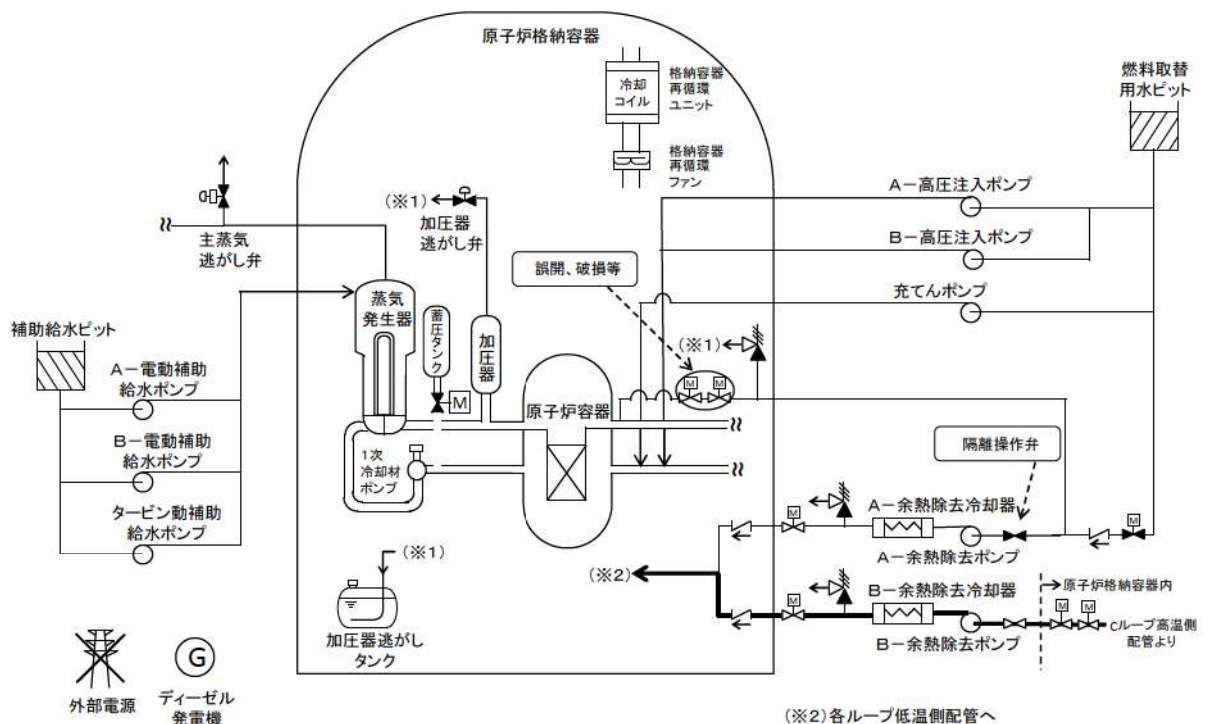 原子炉格納容器
冷却
コイル
格納容器
再循環
ユニット
格納容器
再循環
ファン
燃料取替
用水ピット
A－高圧注入ポンプ
B－高圧注入ポンプ
充てんポンプ
主蒸気
逃がし弁
(※1)
加圧器
逃がし弁
誤開、破損等
(※1)
蒸気
発生器
蓄圧タンク
加圧器
M
M
M
原子炉容器
補助給水ピット
A－電動補助
給水ポンプ
B－電動補助
給水ポンプ
タービン動補助
給水ポンプ
1次
冷却材
ポンプ
隔離操作弁
M
A－余熱除去冷却器
M
A－余熱除去ポンプ
(※1)
(※2)
M
B－余熱除去冷却器
B－余熱除去ポンプ
原子炉格納容器内
M
M
Cループ高温側
配管より
加圧器逃がし
タンク
外部電源
G
ディーゼル
発電機
(※2)各ループ低温側配管へ